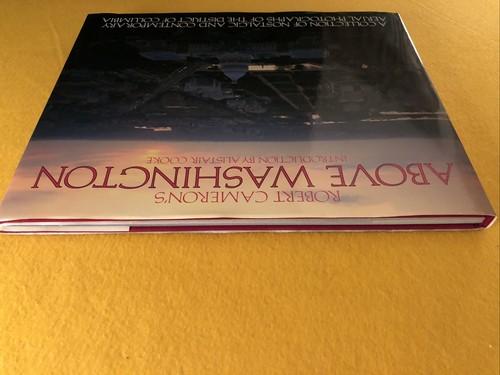 ROBERT CAMERON'S
ABOVE WASHINGTON
INTRODUCTION BY ALISTAIR COOKE
A COLLECTION OF NOSTALGIC AND CONTEMPORARY
AERIAL PHOTOGRAPHS OF THE DISTRICT OF COLUMBIA